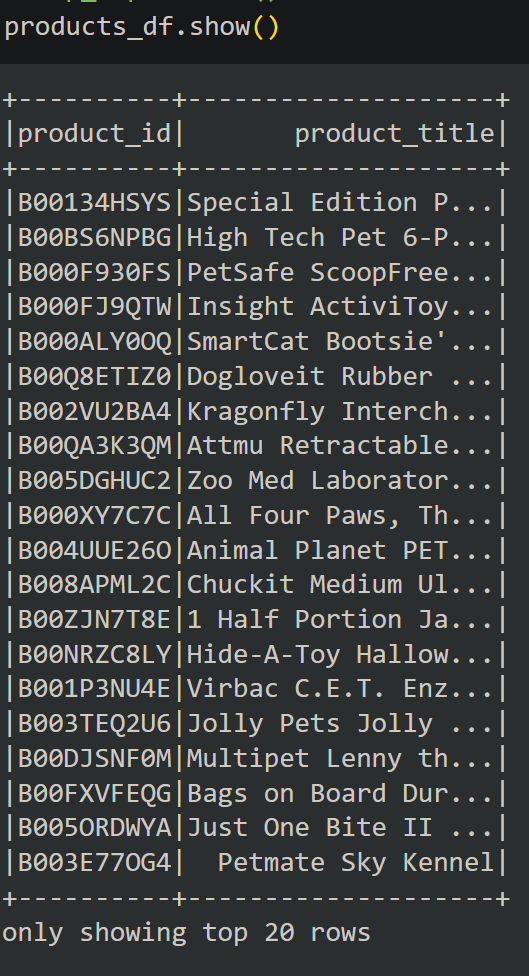 products_df.show()
+----------+--------------------+
|product_id|       product_title|
+----------+--------------------+
|B00134HSYS|Special Edition P...|
|B00BS6NPBG|High Tech Pet 6-P...|
|B000F930FS|PetSafe ScoopFree...|
|B000FJ9QTW|Insight ActiviToy...|
|B000ALY0OQ|SmartCat Bootsie'...|
|B00Q8ETIZ0|Dogloveit Rubber ...|
|B002VU2BA4|Kragonfly Interch...|
|B00QA3K3QM|Attmu Retractable...|
|B005DGHUC2|Zoo Med Laborator...|
|B000XY7C7C|All Four Paws, Th...|
|B004UUE26O|Animal Planet PET...|
|B008APML2C|Chuckit Medium Ul...|
|B00ZJN7T8E|1 Half Portion Ja...|
|B00NRZC8LY|Hide-A-Toy Hallow...|
|B001P3NU4E|Virbac C.E.T. Enz...|
|B003TEQ2U6|Jolly Pets Jolly ...|
|B00DJSNF0M|Multipet Lenny th...|
|B00FXVFEQG|Bags on Board Dur...|
|B005ORDWYA|Just One Bite II ...|
|B003E77OG4|  Petmate Sky Kennel|
+----------+--------------------+
only showing top 20 rows